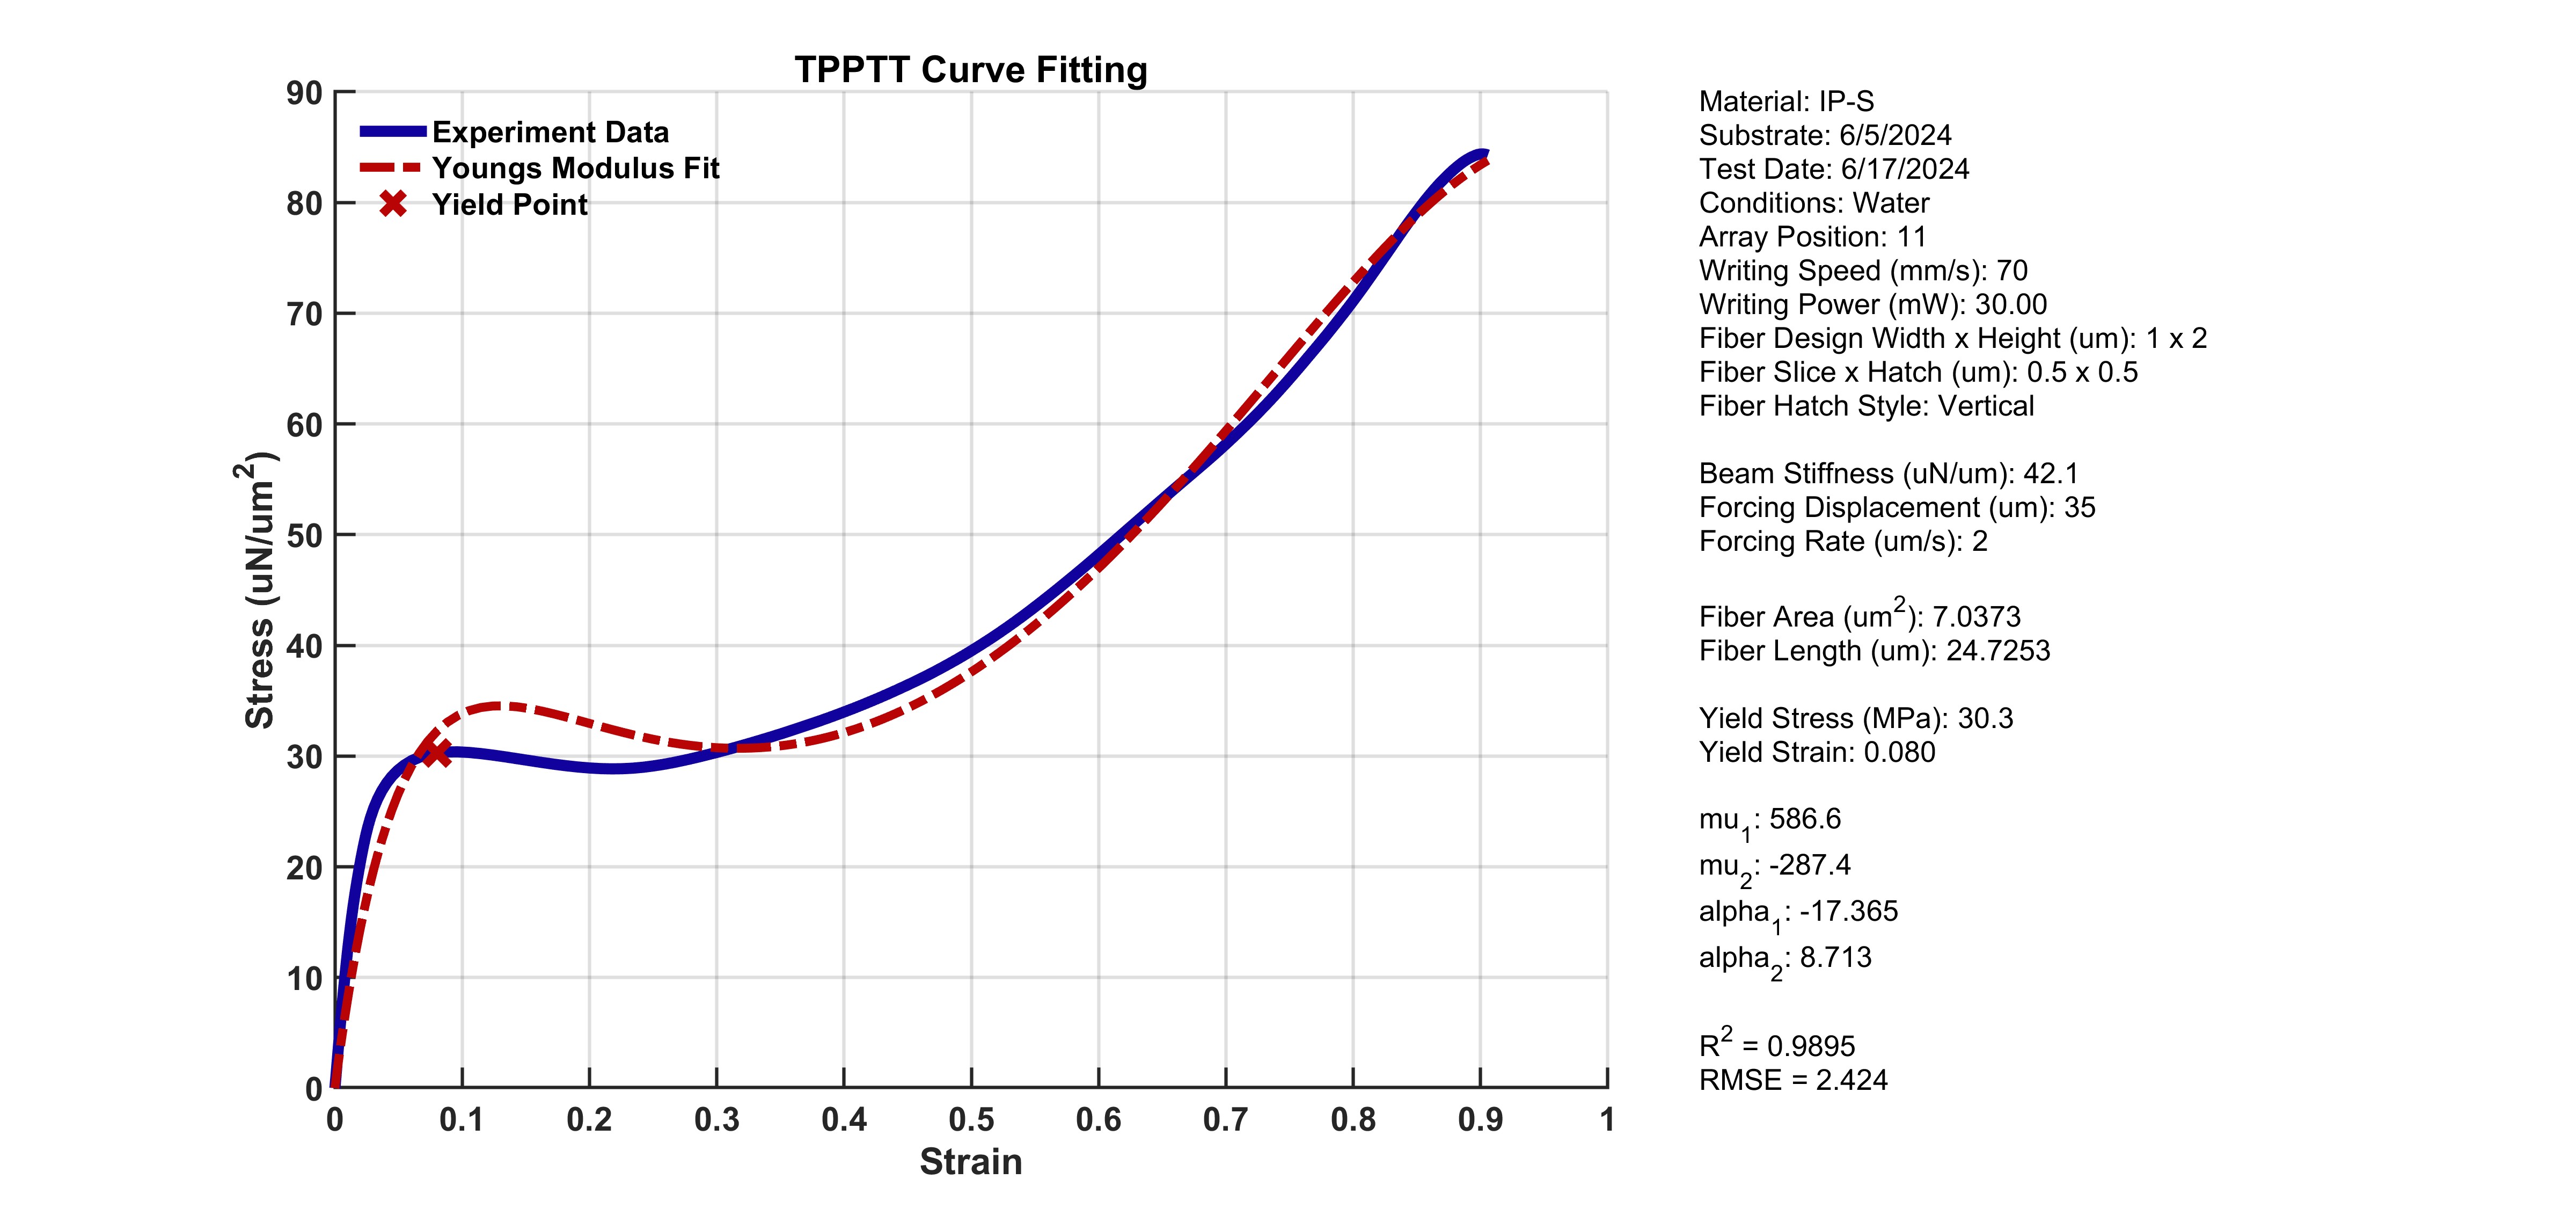 TPPTT Curve Fitting
90
80
70
60
50
40
30
20
10
0
Stress (uN/um²)
Experiment Data
Youngs Modulus Fit
Yield Point
0 0.1 0.2 0.3 0.4 0.5 0.6 0.7 0.8 0.9 1
Strain
Material: IP-S
Substrate: 6/5/2024
Test Date: 6/17/2024
Conditions: Water
Array Position: 11
Writing Speed (mm/s): 70
Writing Power (mW): 30.00
Fiber Design Width x Height (um): 1 x 2
Fiber Slice x Hatch (um): 0.5 x 0.5
Fiber Hatch Style: Vertical
Beam Stiffness (uN/um): 42.1
Forcing Displacement (um): 35
Forcing Rate (um/s): 2
Fiber Area (um²): 7.0373
Fiber Length (um): 24.7253
Yield Stress (MPa): 30.3
Yield Strain: 0.080
mu₁: 586.6
mu₂: -287.4
alpha₁: -17.365
alpha₂: 8.713
R² = 0.9895
RMSE = 2.424